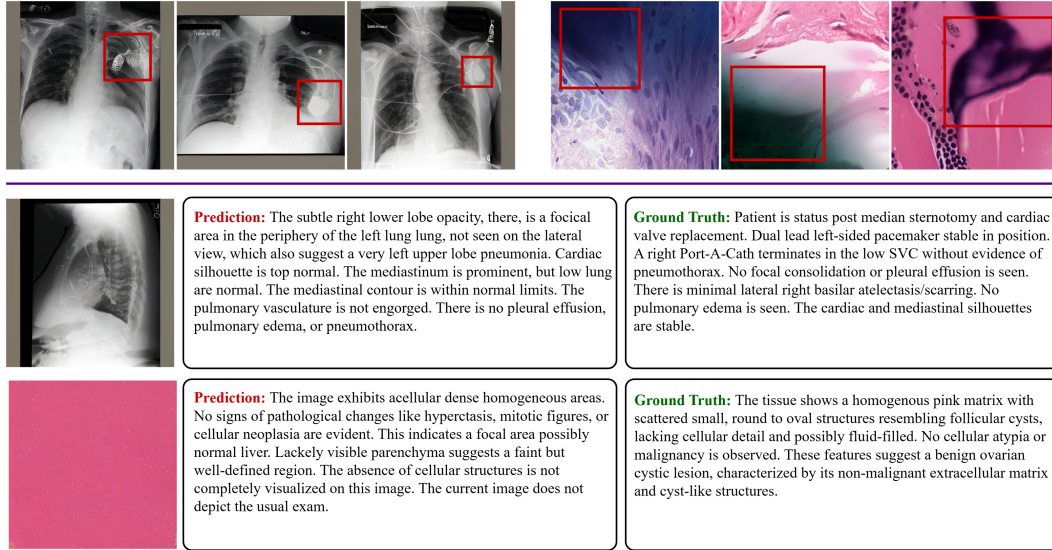 Prediction: The subtle right lower lobe opacity, there, is a focical
area in the periphery of the left lung lung, not seen on the lateral
view, which also suggest a very left upper lobe pneumonia. Cardiac
silhouette is top normal. The mediastinum is prominent, but low lung
are normal. The mediastinal contour is within normal limits. The
pulmonary vasculature is not engorged. There is no pleural effusion,
pulmonary edema, or pneumothorax.
Ground Truth: Patient is status post median sternotomy and cardiac
valve replacement. Dual lead left-sided pacemaker stable in position.
A right Port-A-Cath terminates in the low SVC without evidence of
pneumothorax. No focal consolidation or pleural effusion is seen.
There is minimal lateral right basilar atelectasis/scarring. No
pulmonary edema is seen. The cardiac and mediastinal silhouettes
are stable.
Prediction: The image exhibits acellular dense homogeneous areas.
No signs of pathological changes like hyperctasis, mitotic figures, or
cellular neoplasia are evident. This indicates a focal area possibly
normal liver. Lackely visible parenchyma suggests a faint but
well-defined region. The absence of cellular structures is not
completely visualized on this image. The current image does not
depict the usual exam.
Ground Truth: The tissue shows a homogenous pink matrix with
scattered small, round to oval structures resembling follicular cysts,
lacking cellular detail and possibly fluid-filled. No cellular atypia or
malignancy is observed. These features suggest a benign ovarian
cystic lesion, characterized by its non-malignant extracellular matrix
and cyst-like structures.